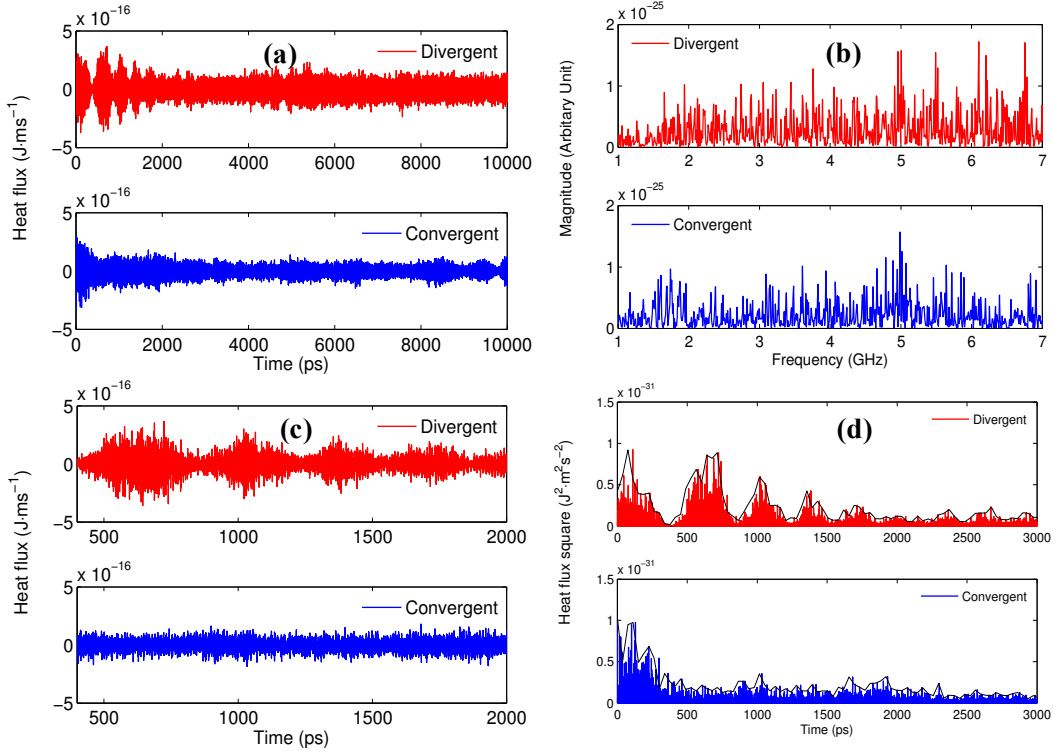 x 10⁻¹⁶
5
0
−5
0 2000 4000 6000 8000 10000
(a)
Divergent
x 10⁻¹⁶
5
0
−5
0 2000 4000 6000 8000 10000
Convergent
Time (ps)
Heat flux (J·ms⁻¹)
x 10⁻²⁵
2
1
0
1 2 3 4 5 6 7
Divergent
(b)
x 10⁻²⁵
2
1
0
1 2 3 4 5 6 7
Convergent
Frequency (GHz)
Magnitude (Arbitary Unit)
x 10⁻¹⁶
5
0
−5
500 1000 1500 2000
(c)
Divergent
x 10⁻¹⁶
5
0
−5
500 1000 1500 2000
Convergent
Time (ps)
Heat flux (J·ms⁻¹)
x 10⁻³¹
1.5
1
0.5
0
0 500 1000 1500 2000 2500 3000
(d)
Divergent
x 10⁻³¹
1.5
1
0.5
0
0 500 1000 1500 2000 2500 3000
Convergent
Time (ps)
Heat flux square (J²·m²s⁻²)